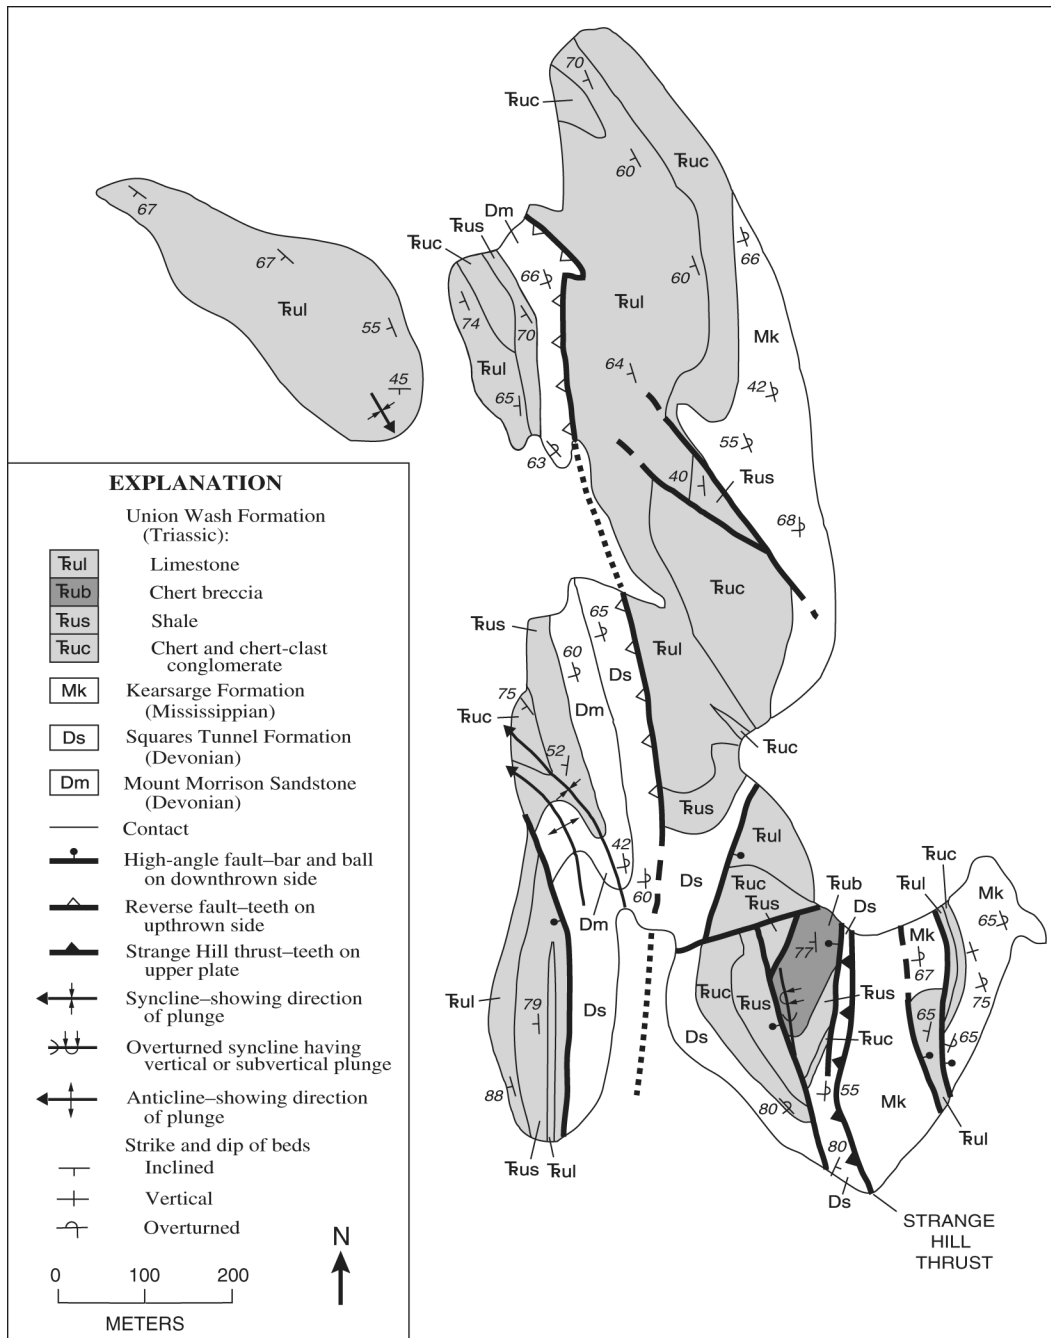 70
Ŧuc
60
Ŧuc
67
Dm
Ŧus
Ŧuc
67
66
66
60
Ŧul
Ŧul
74
70
55
Mk
Ŧul
64
45
65
42
55
63
40
Ŧus
68
EXPLANATION
Union Wash Formation
(Triassic):
Ŧul Limestone
Ŧub Chert breccia
Ŧus Shale
Ŧuc Chert and chert-clast
conglomerate
Mk Kearsarge Formation
(Mississippian)
Ds Squares Tunnel Formation
(Devonian)
Dm Mount Morrison Sandstone
(Devonian)
Contact
High-angle fault–bar and ball
on downthrown side
Reverse fault–teeth on
upthrown side
Strange Hill thrust–teeth on
upper plate
Syncline–showing direction
of plunge
Overturned syncline having
vertical or subvertical plunge
Anticline–showing direction
of plunge
Strike and dip of beds
Inclined
Vertical
Overturned
N
0 100 200
METERS
Ŧuc
65
Ŧus
60
Ŧul
Ds
75
Dm
Ŧuc
52
Ŧuc
Ŧus
Ŧul
42
Ŧuc
Ds
Ŧuc
Ŧub
Ŧul
Mk
60
Ŧus
Ds
65
Dm
Mk
77
67
Ŧul
Ds
79
Ŧuc
Ŧus
Ŧus
75
65
65
Ds
Ŧuc
88
55
Mk
80
80
Ŧul
Ŧus
Ŧul
Ds
STRANGE
HILL
THRUST